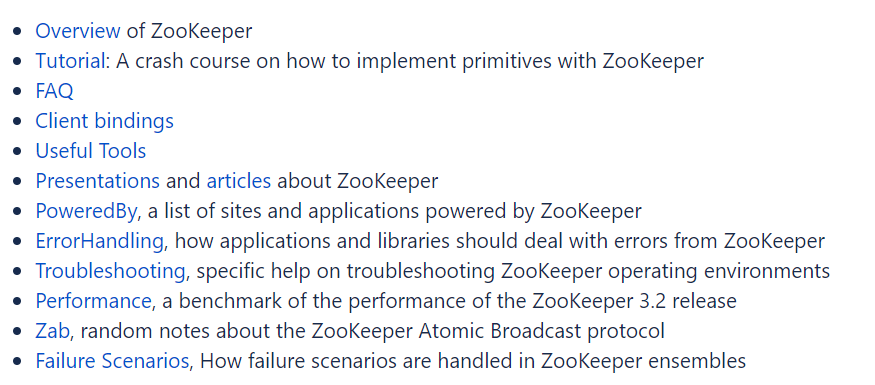 Overview of ZooKeeper
Tutorial: A crash course on how to implement primitives with ZooKeeper
FAQ
Client bindings
Useful Tools
Presentations and articles about ZooKeeper
PoweredBy, a list of sites and applications powered by ZooKeeper
ErrorHandling, how applications and libraries should deal with errors from ZooKeeper
Troubleshooting, specific help on troubleshooting ZooKeeper operating environments
Performance, a benchmark of the performance of the ZooKeeper 3.2 release
Zab, random notes about the ZooKeeper Atomic Broadcast protocol
Failure Scenarios, How failure scenarios are handled in ZooKeeper ensembles